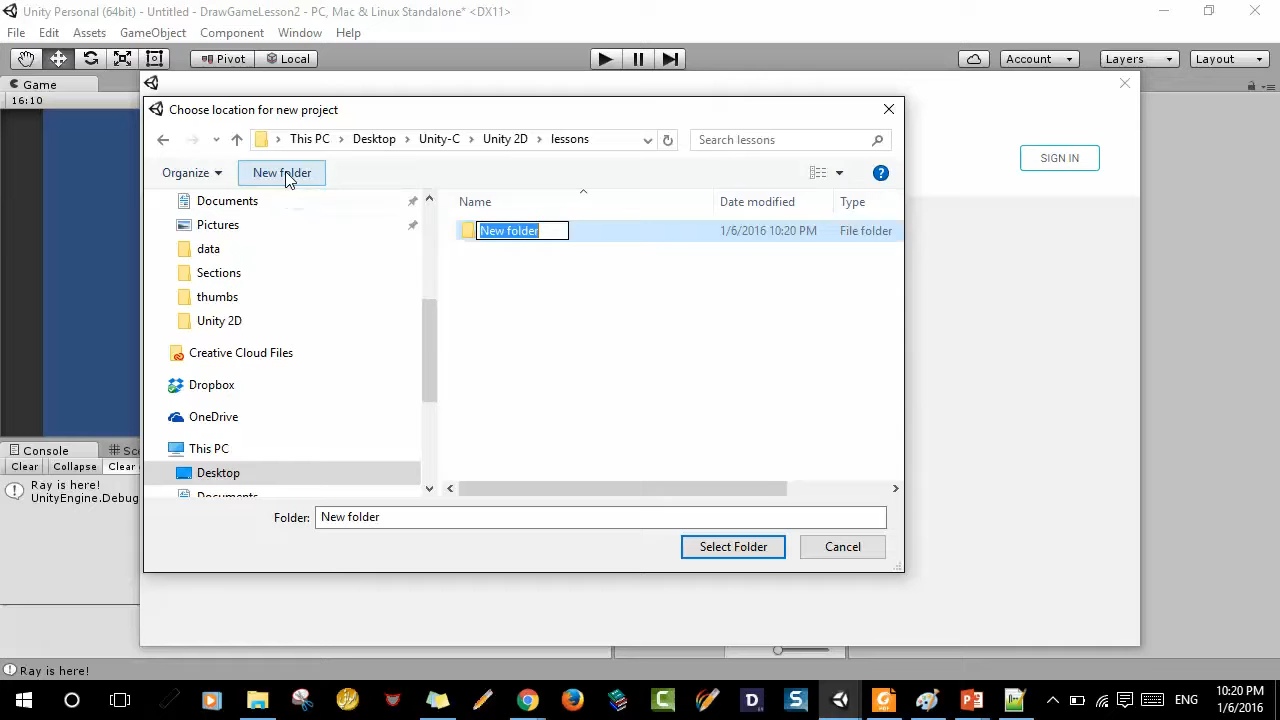 Unity Personal (64bit) - Untitled - DrawGameLesson2 - PC, Mac & Linux Standalone* <DX11>
File Edit Assets GameObject Component Window Help
Pivot Local Account Layers Layout
Game
16:10
Choose location for new project
This PC Desktop Unity-C Unity 2D lessons Search lessons
SIGN IN
Organize New folder
Documents
Pictures
data
Sections
thumbs
Unity 2D
Creative Cloud Files
Dropbox
OneDrive
This PC
Desktop
Documents
Name Date modified Type
New folder 1/6/2016 10:20 PM File folder
Folder: New folder
Select Folder Cancel
Console Sc
Clear Collapse Clear
Ray is here!
UnityEngine.Debug
Ray is here!
ENG
10:20 PM
1/6/2016